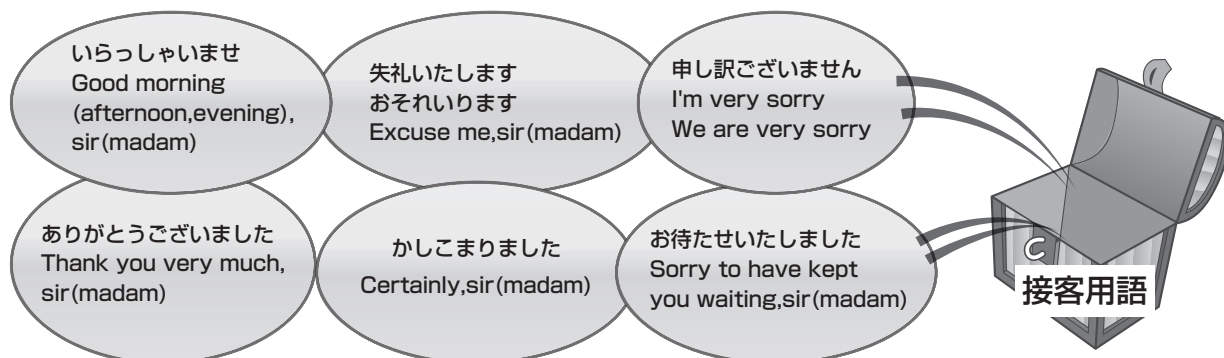 いらっしゃいませ
Good morning
(afternoon,evening),
sir(madam)
失礼いたします
おそれいります
Excuse me,sir(madam)
申し訳ございません
I'm very sorry
We are very sorry
ありがとうございました
Thank you very much,
sir(madam)
かしこまりました
Certainly,sir(madam)
お待たせいたしました
Sorry to have kept
you waiting,sir(madam)
接客用語